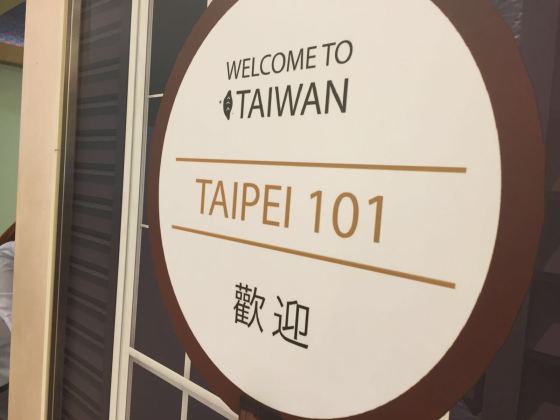 WELCOME TO
TAIWAN
TAIPEI 101
歡迎